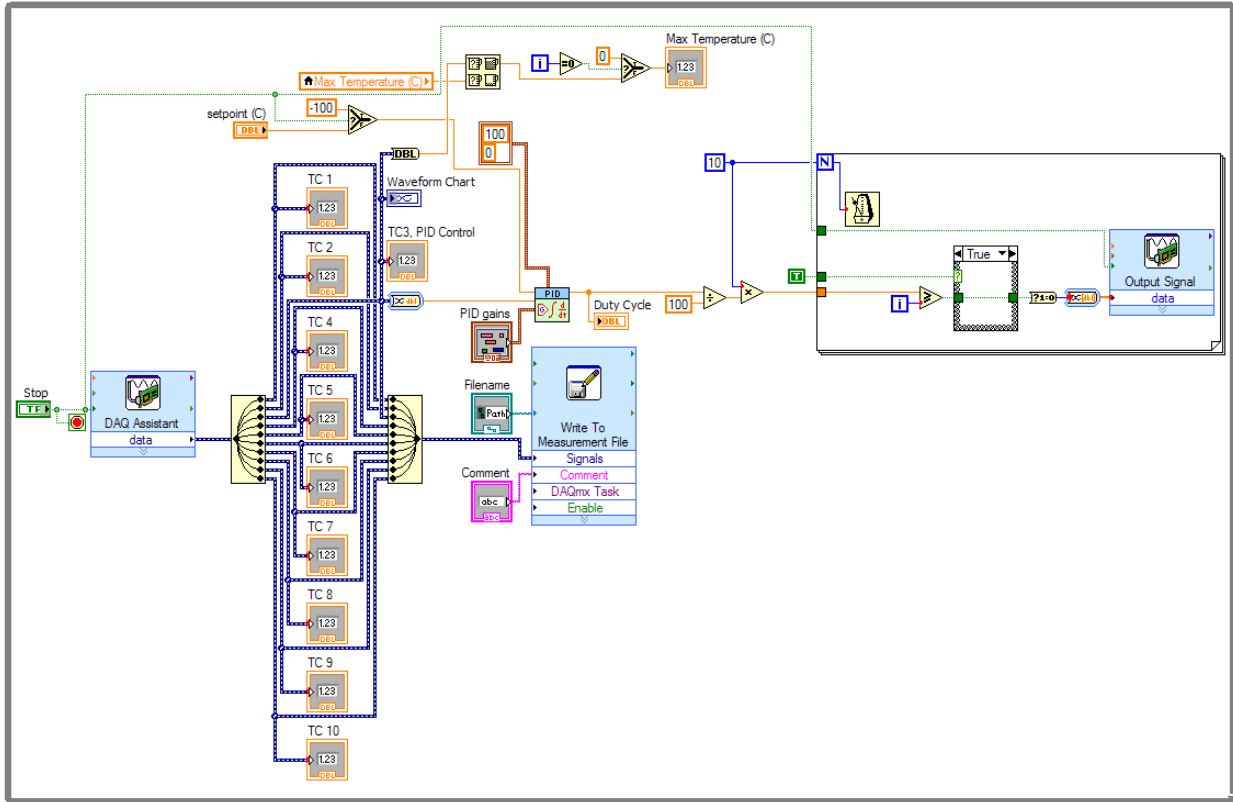 Max Temperature (C)
i
=0
0
1.23
DBL
Max Temperature (C)
-100
setpoint (C)
DBL
DBL
100
0
10
N
TC 1
1.23
DBL
Waveform Chart
TC 2
1.23
DBL
TC3, PID Control
1.23
DBL
True
T
?
Output Signal
data
PID
Duty Cycle
DBL
100
÷
x
i
≥
?1:0
PID gains
TC 4
1.23
DBL
Stop
TF
DAQ Assistant
data
TC 5
1.23
DBL
Filename
Path
Write To
Measurement File
Signals
Comment
DAQmx Task
Enable
TC 6
1.23
DBL
Comment
abc
abc
TC 7
1.23
DBL
TC 8
1.23
DBL
TC 9
1.23
DBL
TC 10
1.23
DBL